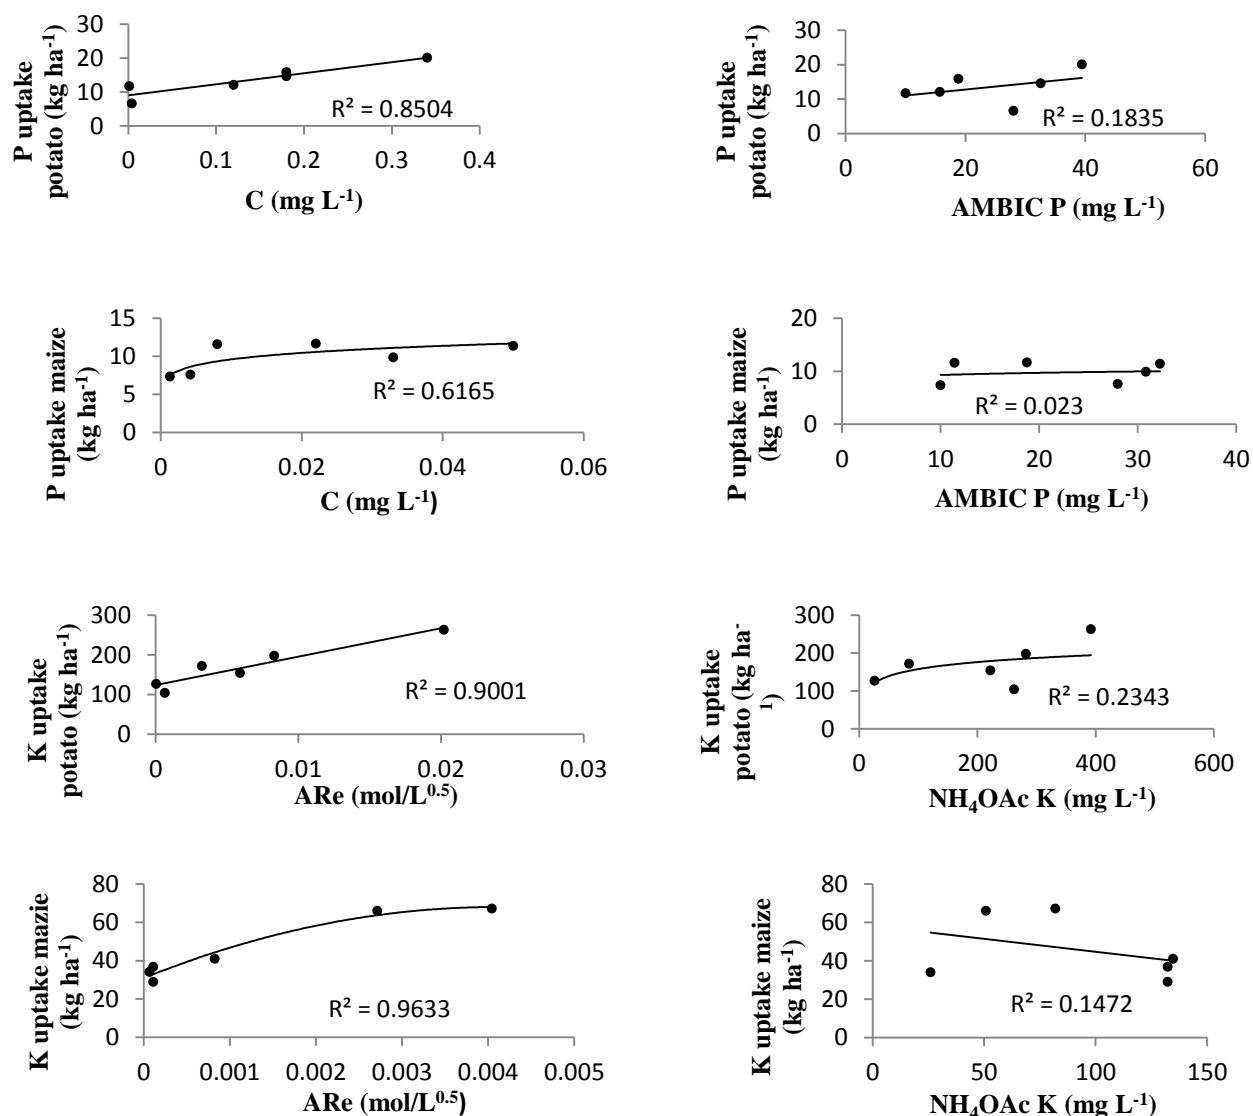 P uptake
potato (kg ha-1)
30
20
10
0
0
0.1
0.2
0.3
0.4
R² = 0.8504
C (mg L-1)
P uptake
potato (kg ha-1)
30
20
10
0
0
20
40
60
R² = 0.1835
AMBIC P (mg L-1)
P uptake maize
(kg ha-1)
15
10
5
0
0
0.02
0.04
0.06
R² = 0.6165
C (mg L-1)
P uptake maize
(kg ha-1)
20
10
0
0
10
20
30
40
R² = 0.023
AMBIC P (mg L-1)
K uptake
potato (kg ha-1)
300
200
100
0
0
0.01
0.02
0.03
R² = 0.9001
ARe (mol/L0.5)
K uptake
potato (kg ha-
1)
300
200
100
0
0
200
400
600
R² = 0.2343
NH4OAc K (mg L-1)
K uptake mazie
(kg ha-1)
80
60
40
20
0
0
0.001
0.002
0.003
0.004
0.005
R² = 0.9633
ARe (mol/L0.5)
K uptake maize
(kg ha-1)
80
60
40
20
0
0
50
100
150
R² = 0.1472
NH4OAc K (mg L-1)